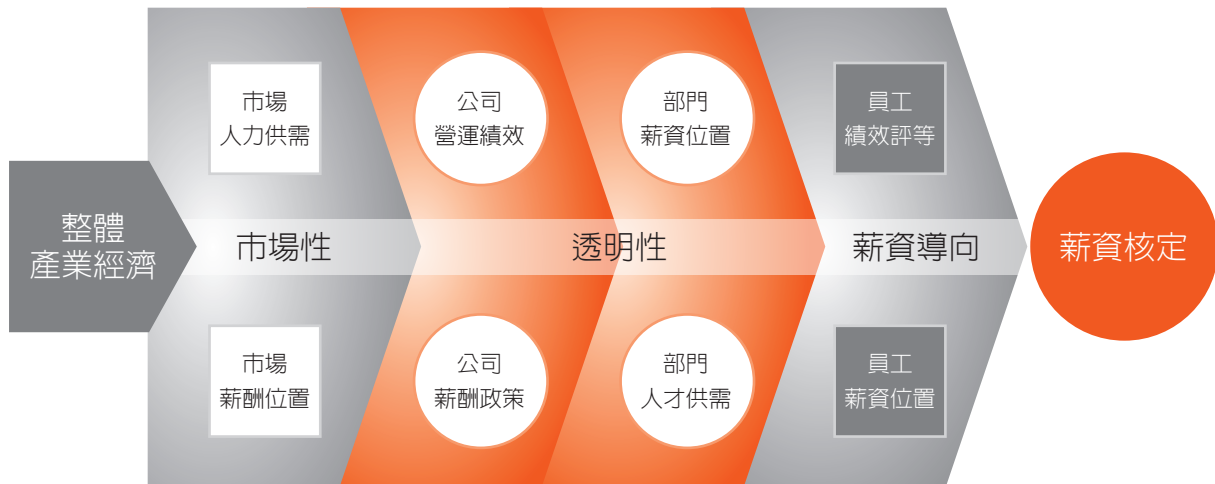 市場
人力供需
公司
營運績效
部門
薪資位置
員工
績效評等
整體
產業經濟
市場性
透明性
薪資導向
薪資核定
市場
薪酬位置
公司
薪酬政策
部門
人才供需
員工
薪資位置